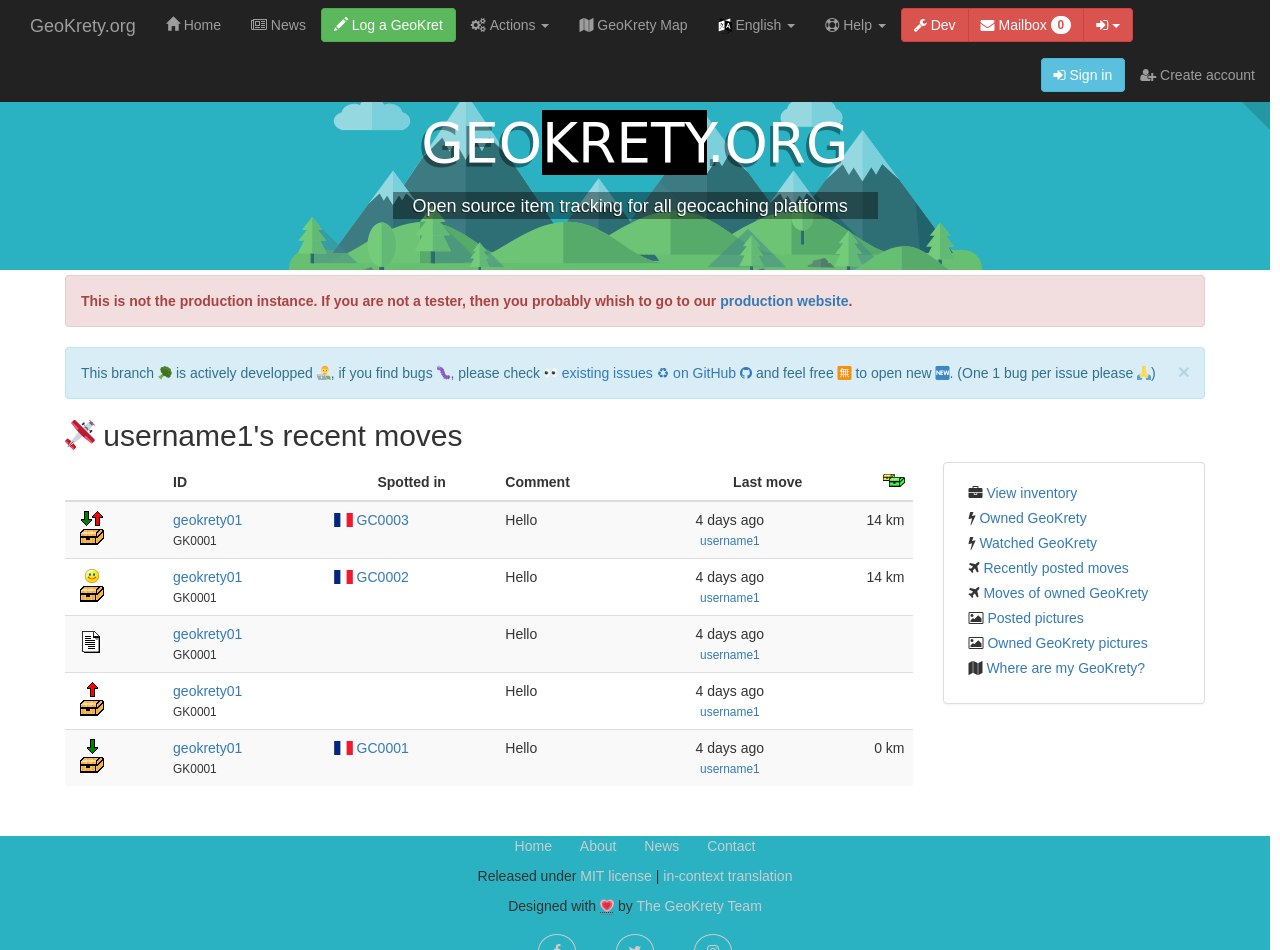 GeoKrety.org Home News Log a GeoKret Actions GeoKrety Map English Help Dev Mailbox 0
Sign in Create account
GEOKRETY.ORG
Open source item tracking for all geocaching platforms
This is not the production instance. If you are not a tester, then you probably whish to go to our production website.
This branch 🥦 is actively developped 👨‍🔬, if you find bugs 🐛, please check 👀 existing issues ♻ on GitHub and feel free 🈚 to open new 🆕. (One 1 bug per issue please 🙏) ×
username1's recent moves
ID Spotted in Comment Last move
geokrety01 GC0003 Hello 4 days ago 14 km
GK0001 username1
geokrety01 GC0002 Hello 4 days ago 14 km
GK0001 username1
geokrety01 Hello 4 days ago
GK0001 username1
geokrety01 Hello 4 days ago
GK0001 username1
geokrety01 GC0001 Hello 4 days ago 0 km
GK0001 username1
View inventory
Owned GeoKrety
Watched GeoKrety
Recently posted moves
Moves of owned GeoKrety
Posted pictures
Owned GeoKrety pictures
Where are my GeoKrety?
Home About News Contact
Released under MIT license | in-context translation
Designed with 💗 by The GeoKrety Team